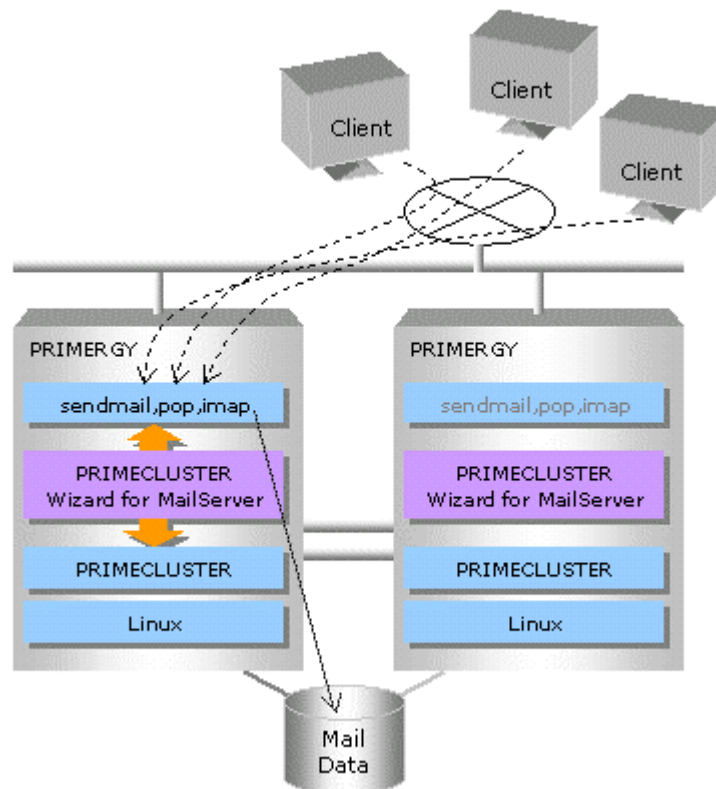 Client
Client
Client
PRIMERGY
sendmail,pop,imap
PRIMECLUSTER
Wizard for MailServer
PRIMECLUSTER
Linux
PRIMERGY
sendmail,pop,imap
PRIMECLUSTER
Wizard for MailServer
PRIMECLUSTER
Linux
Mail
Data